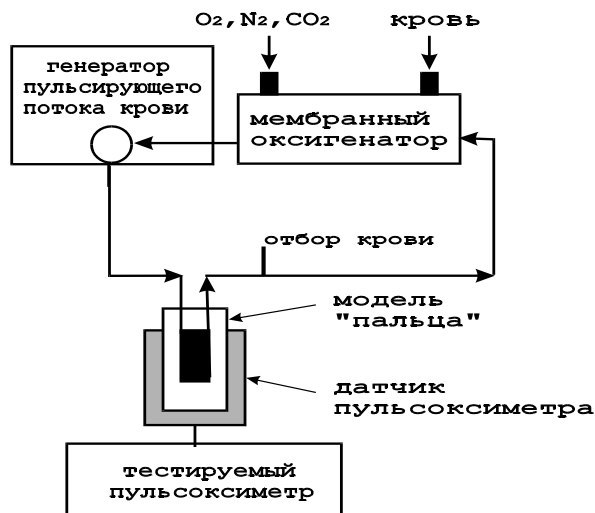 O2,N2,CO2
кровь
генератор
пульсирующего
потока крови
мембранный
оксигенатор
отбор крови
модель
"пальца"
датчик
пульсоксиметра
тестируемый
пульсоксиметр